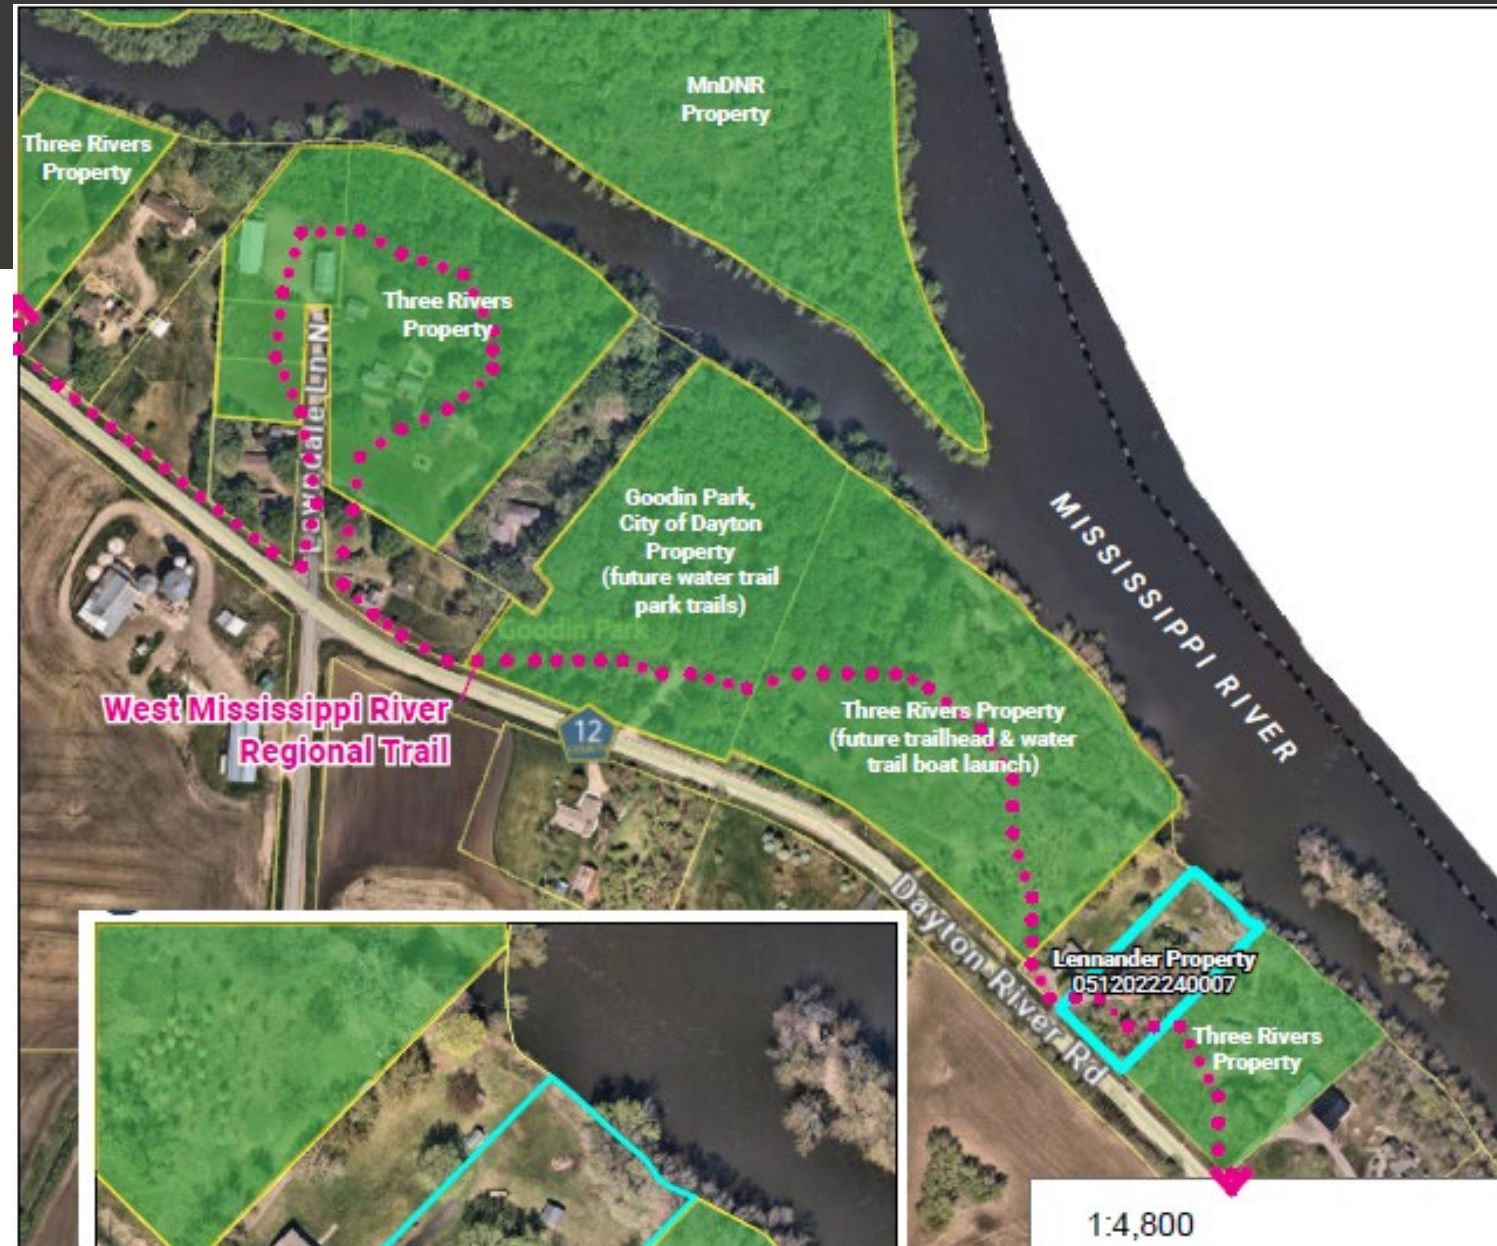 MnDNR
Property
Three Rivers
Property
Three Rivers
Property
Lawndale Ln N
Goodin Park,
City of Dayton
Property
(future water trail
park trails)
Goodin Park
MISSISSIPPI RIVER
West Mississippi River
Regional Trail
12
Three Rivers Property
(future trailhead & water
trail boat launch)
Dayton River Rd
Lennander Property
0512022240007
Three Rivers
Property
1:4,800